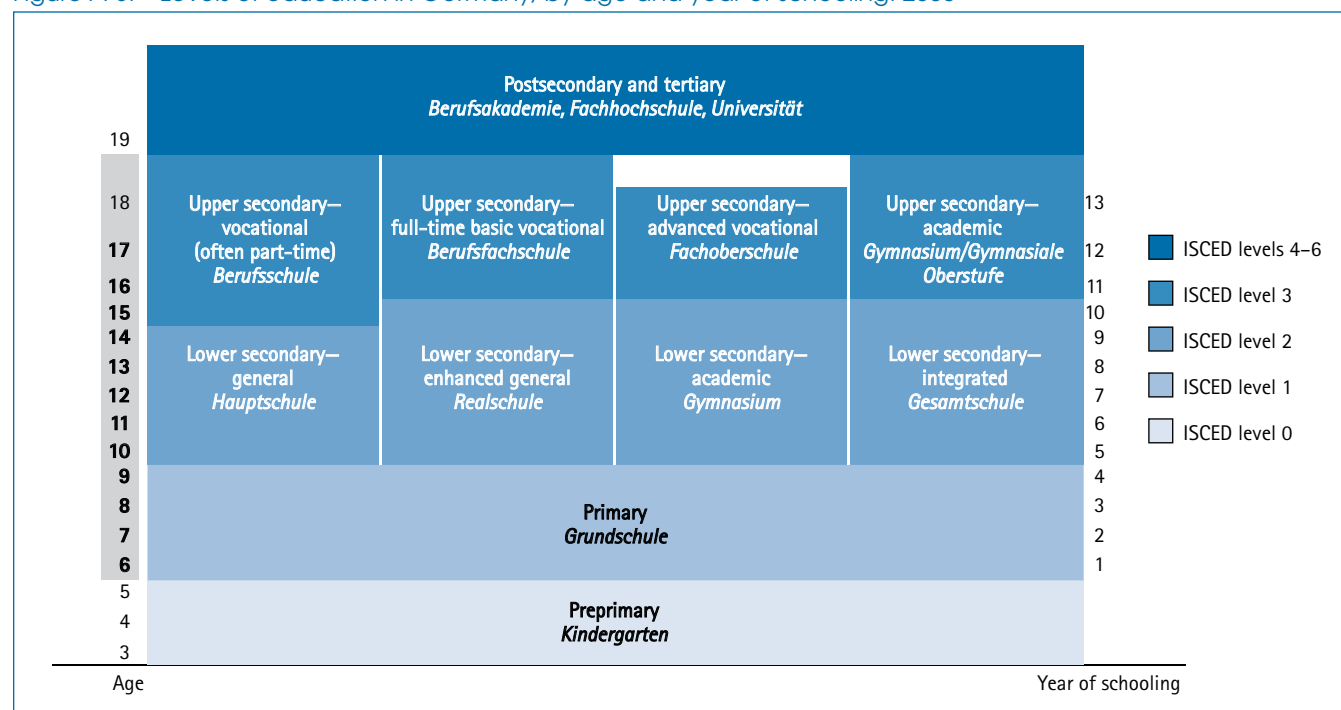 Postsecondary and tertiary
Berufsakademie, Fachhochschule, Universität
19
18
17
16
15
14
13
12
11
10
9
8
7
6
5
4
3
Upper secondary—
vocational
(often part-time)
Berufsschule
Upper secondary—
full-time basic vocational
Berufsfachschule
Upper secondary—
advanced vocational
Fachoberschule
Upper secondary—
academic
Gymnasium/Gymnasiale
Oberstufe
Lower secondary—
general
Hauptschule
Lower secondary—
enhanced general
Realschule
Lower secondary—
academic
Gymnasium
Lower secondary—
integrated
Gesamtschule
Primary
Grundschule
Preprimary
Kindergarten
13
12
11
10
9
8
7
6
5
4
3
2
1
ISCED levels 4–6
ISCED level 3
ISCED level 2
ISCED level 1
ISCED level 0
Age
Year of schooling